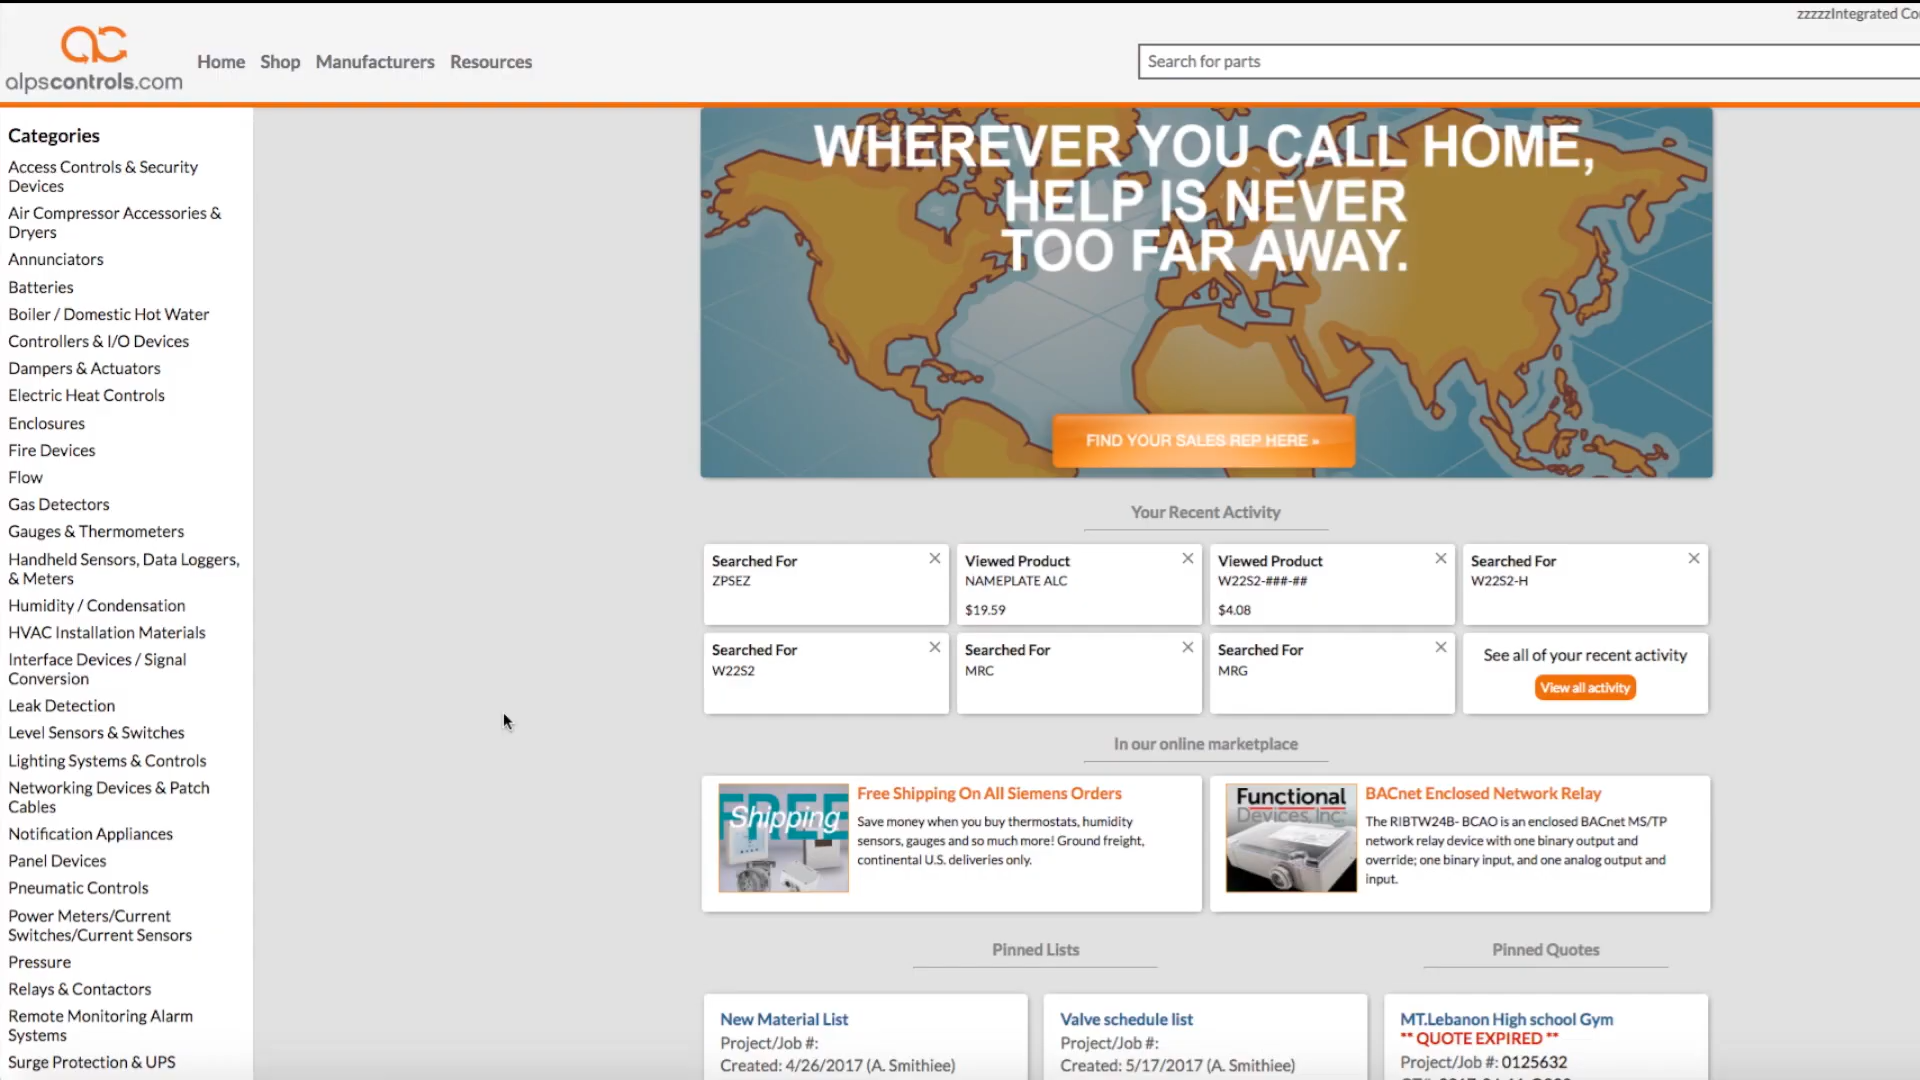 zzzzzIntegrated Co
alpscontrols.com
Home Shop Manufacturers Resources
Search for parts
Categories
Access Controls & Security
Devices
Air Compressor Accessories &
Dryers
Annunciators
Batteries
Boiler / Domestic Hot Water
Controllers & I/O Devices
Dampers & Actuators
Electric Heat Controls
Enclosures
Fire Devices
Flow
Gas Detectors
Gauges & Thermometers
Handheld Sensors, Data Loggers,
& Meters
Humidity / Condensation
HVAC Installation Materials
Interface Devices / Signal
Conversion
Leak Detection
Level Sensors & Switches
Lighting Systems & Controls
Networking Devices & Patch
Cables
Notification Appliances
Panel Devices
Pneumatic Controls
Power Meters/Current
Switches/Current Sensors
Pressure
Relays & Contactors
Remote Monitoring Alarm
Systems
Surge Protection & UPS
WHEREVER YOU CALL HOME,
HELP IS NEVER
TOO FAR AWAY.
FIND YOUR SALES REP HERE »
Your Recent Activity
Searched For
ZPSEZ
Viewed Product
NAMEPLATE ALC
$19.59
Viewed Product
W22S2-###-##
$4.08
Searched For
W22S2-H
Searched For
W22S2
Searched For
MRC
Searched For
MRG
See all of your recent activity
View all activity
In our online marketplace
FREE
Shipping
Free Shipping On All Siemens Orders
Save money when you buy thermostats, humidity
sensors, gauges and so much more! Ground freight,
continental U.S. deliveries only.
Functional
Devices, Inc.
BACnet Enclosed Network Relay
The RIBTW24B- BCAO is an enclosed BACnet MS/TP
network relay device with one binary output and
override; one binary input, and one analog output and
input.
Pinned Lists
New Material List
Project/Job #:
Created: 4/26/2017 (A. Smithiee)
Valve schedule list
Project/Job #:
Created: 5/17/2017 (A. Smithiee)
Pinned Quotes
MT.Lebanon High school Gym
** QUOTE EXPIRED **
Project/Job #: 0125632